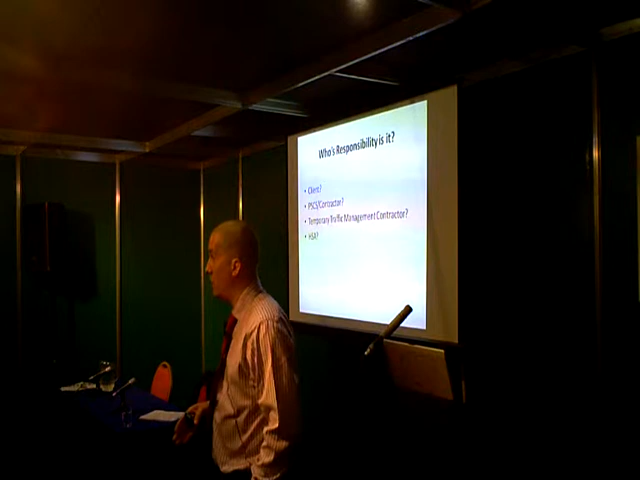 Who's Responsibility is it?
• Client?
• PSCS/Contractor?
• Temporary Traffic Management Contractor?
• HSA?